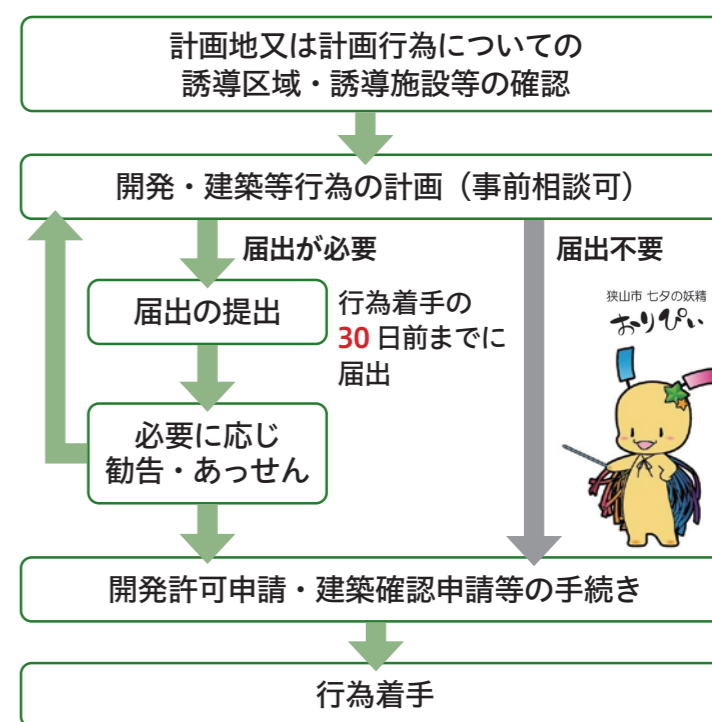 計画地又は計画行為についての
誘導区域・誘導施設等の確認
開発・建築等行為の計画（事前相談可）
届出が必要
届出不要
届出の提出
行為着手の
30 日前までに
届出
狭山市 七夕の妖精
おりぴぃ
必要に応じ
勧告・あっせん
開発許可申請・建築確認申請等の手続き
行為着手